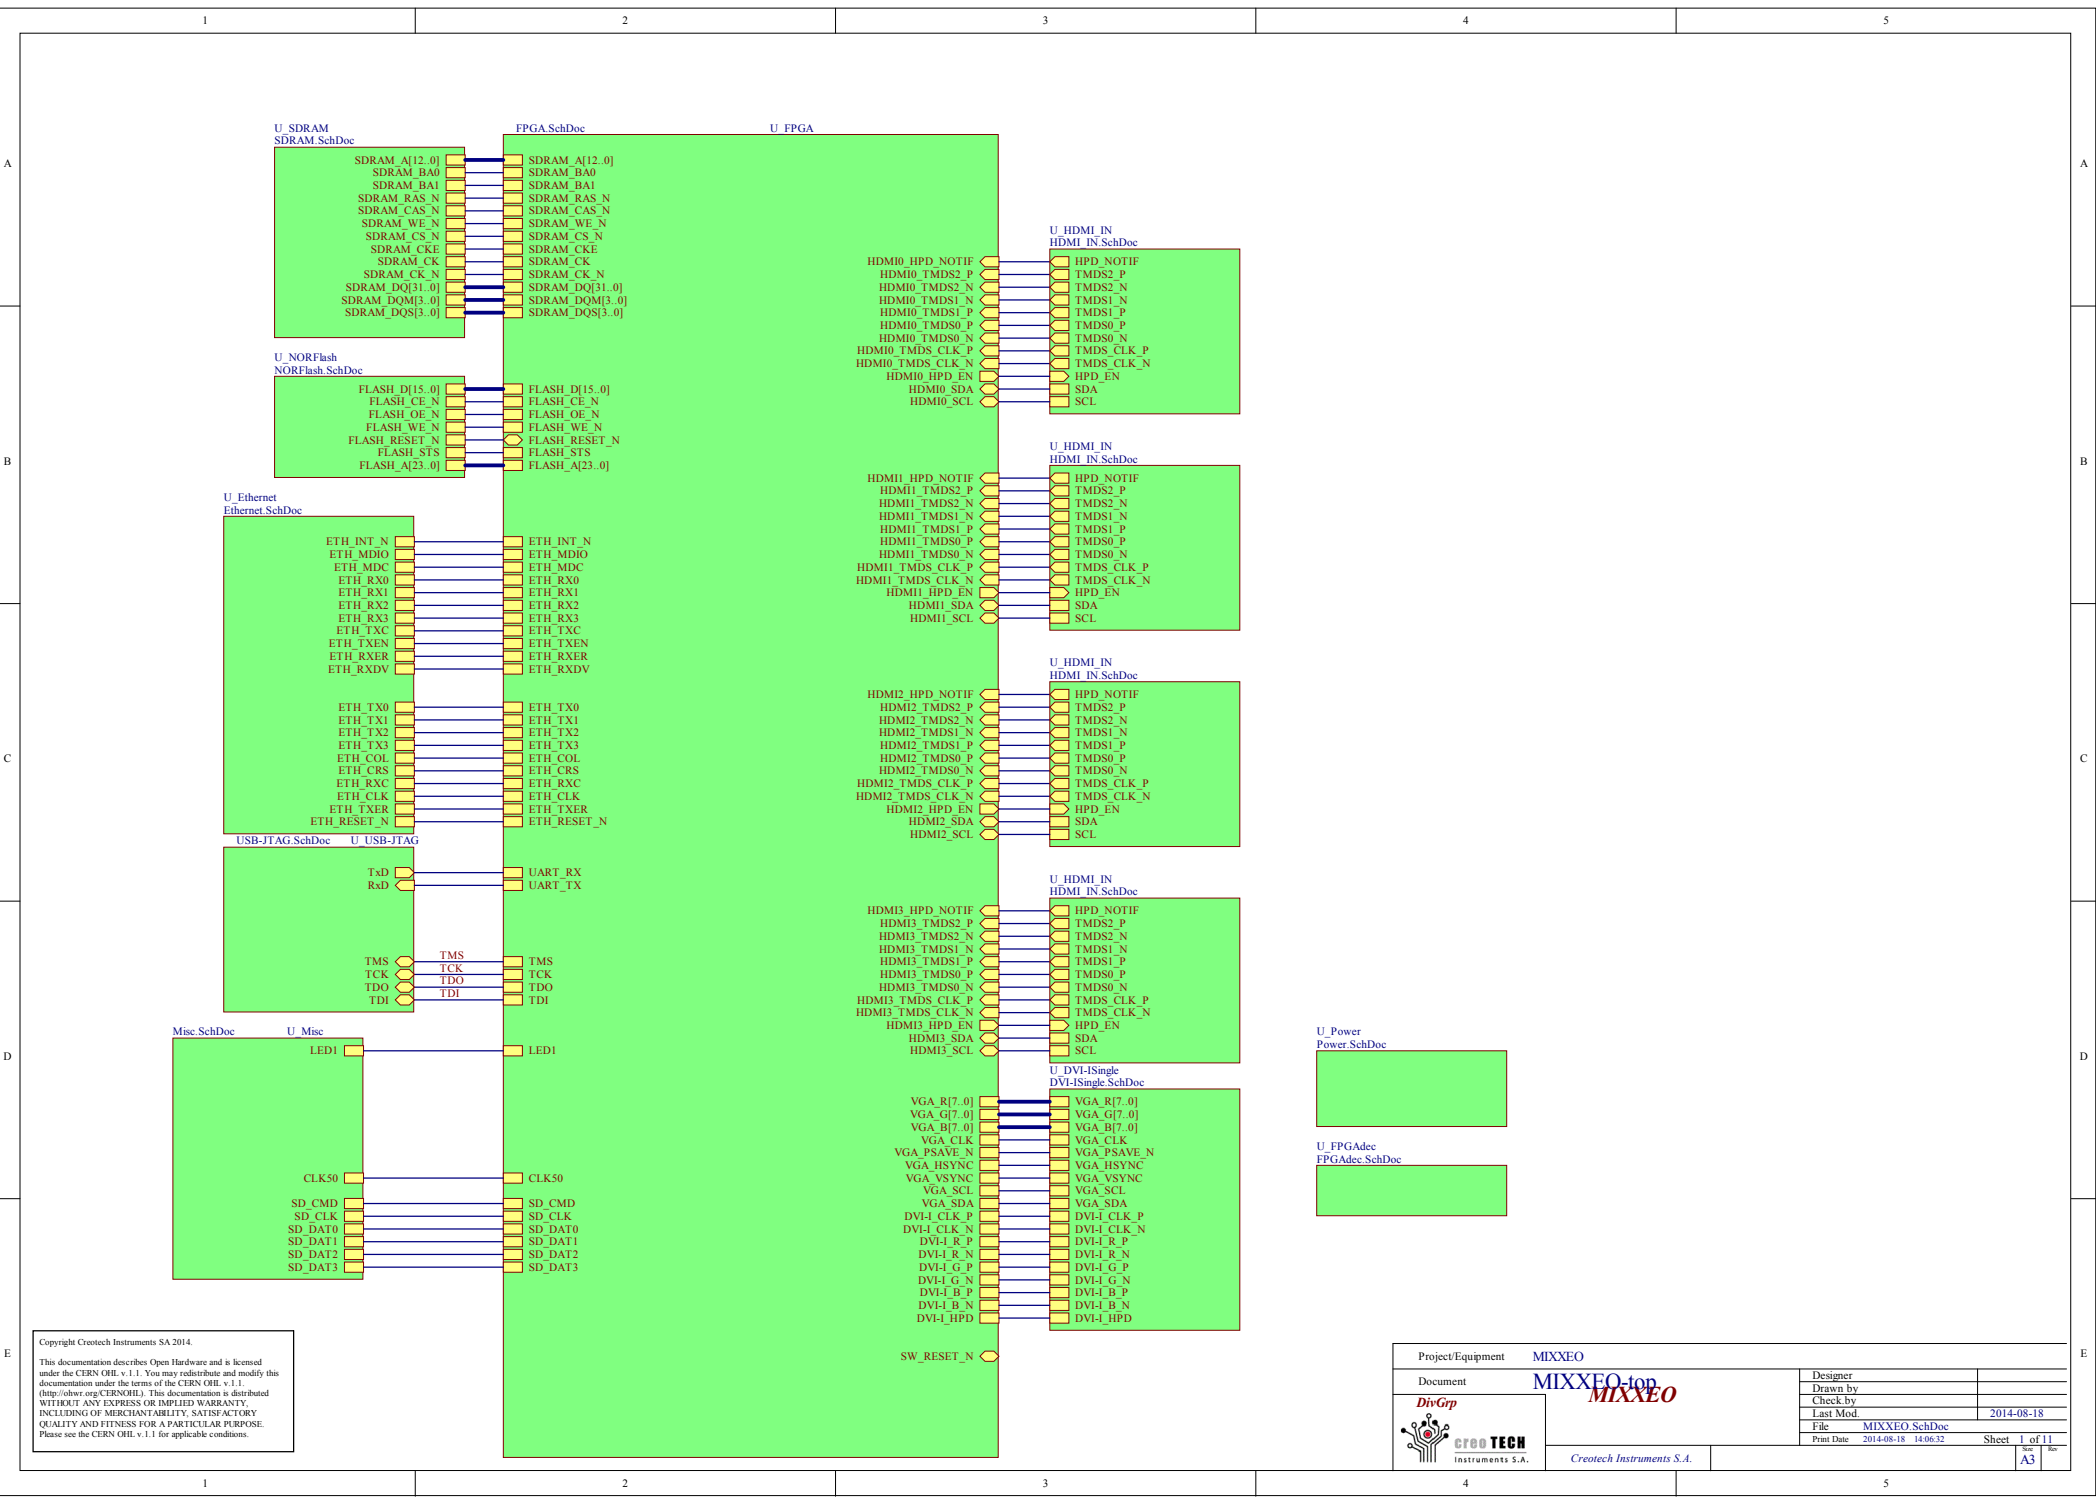 1 2 3 4 5
A A
B B
C C
D D
E E
U_SDRAM
SDRAM.SchDoc
SDRAM_A[12..0]
SDRAM_BA0
SDRAM_BA1
SDRAM_RAS_N
SDRAM_CAS_N
SDRAM_WE_N
SDRAM_CS_N
SDRAM_CKE
SDRAM_CK
SDRAM_CK_N
SDRAM_DQ[31..0]
SDRAM_DQM[3..0]
SDRAM_DQS[3..0]
U_NORFlash
NORFlash.SchDoc
FLASH_D[15..0]
FLASH_CE_N
FLASH_OE_N
FLASH_WE_N
FLASH_RESET_N
FLASH_STS
FLASH_A[23..0]
U_Ethernet
Ethernet.SchDoc
ETH_INT_N
ETH_MDIO
ETH_MDC
ETH_RX0
ETH_RX1
ETH_RX2
ETH_RX3
ETH_TXC
ETH_TXEN
ETH_RXER
ETH_RXDV
ETH_TX0
ETH_TX1
ETH_TX2
ETH_TX3
ETH_COL
ETH_CRS
ETH_RXC
ETH_CLK
ETH_TXER
ETH_RESET_N
USB-JTAG.SchDoc U_USB-JTAG
TxD
RxD
TMS
TCK
TDO
TDI
TMS
TCK
TDO
TDI
Misc.SchDoc U_Misc
LED1
CLK50
SD_CMD
SD_CLK
SD_DAT0
SD_DAT1
SD_DAT2
SD_DAT3
FPGA.SchDoc U_FPGA
SDRAM_A[12..0]
SDRAM_BA0
SDRAM_BA1
SDRAM_RAS_N
SDRAM_CAS_N
SDRAM_WE_N
SDRAM_CS_N
SDRAM_CKE
SDRAM_CK
SDRAM_CK_N
SDRAM_DQ[31..0]
SDRAM_DQM[3..0]
SDRAM_DQS[3..0]
FLASH_D[15..0]
FLASH_CE_N
FLASH_OE_N
FLASH_WE_N
FLASH_RESET_N
FLASH_STS
FLASH_A[23..0]
ETH_INT_N
ETH_MDIO
ETH_MDC
ETH_RX0
ETH_RX1
ETH_RX2
ETH_RX3
ETH_TXC
ETH_TXEN
ETH_RXER
ETH_RXDV
ETH_TX0
ETH_TX1
ETH_TX2
ETH_TX3
ETH_COL
ETH_CRS
ETH_RXC
ETH_CLK
ETH_TXER
ETH_RESET_N
UART_RX
UART_TX
TMS
TCK
TDO
TDI
LED1
CLK50
SD_CMD
SD_CLK
SD_DAT0
SD_DAT1
SD_DAT2
SD_DAT3
HDMI0_HPD_NOTIF
HDMI0_TMDS2_P
HDMI0_TMDS2_N
HDMI0_TMDS1_N
HDMI0_TMDS1_P
HDMI0_TMDS0_P
HDMI0_TMDS0_N
HDMI0_TMDS_CLK_P
HDMI0_TMDS_CLK_N
HDMI0_HPD_EN
HDMI0_SDA
HDMI0_SCL
HDMI1_HPD_NOTIF
HDMI1_TMDS2_P
HDMI1_TMDS2_N
HDMI1_TMDS1_N
HDMI1_TMDS1_P
HDMI1_TMDS0_P
HDMI1_TMDS0_N
HDMI1_TMDS_CLK_P
HDMI1_TMDS_CLK_N
HDMI1_HPD_EN
HDMI1_SDA
HDMI1_SCL
HDMI2_HPD_NOTIF
HDMI2_TMDS2_P
HDMI2_TMDS2_N
HDMI2_TMDS1_N
HDMI2_TMDS1_P
HDMI2_TMDS0_P
HDMI2_TMDS0_N
HDMI2_TMDS_CLK_P
HDMI2_TMDS_CLK_N
HDMI2_HPD_EN
HDMI2_SDA
HDMI2_SCL
HDMI3_HPD_NOTIF
HDMI3_TMDS2_P
HDMI3_TMDS2_N
HDMI3_TMDS1_N
HDMI3_TMDS1_P
HDMI3_TMDS0_P
HDMI3_TMDS0_N
HDMI3_TMDS_CLK_P
HDMI3_TMDS_CLK_N
HDMI3_HPD_EN
HDMI3_SDA
HDMI3_SCL
VGA_R[7..0]
VGA_G[7..0]
VGA_B[7..0]
VGA_CLK
VGA_PSAVE_N
VGA_HSYNC
VGA_VSYNC
VGA_SCL
VGA_SDA
DVI-I_CLK_P
DVI-I_CLK_N
DVI-I_R_P
DVI-I_R_N
DVI-I_G_P
DVI-I_G_N
DVI-I_B_P
DVI-I_B_N
DVI-I_HPD
SW_RESET_N
U_HDMI_IN
HDMI_IN.SchDoc
HPD_NOTIF
TMDS2_P
TMDS2_N
TMDS1_N
TMDS1_P
TMDS0_P
TMDS0_N
TMDS_CLK_P
TMDS_CLK_N
HPD_EN
SDA
SCL
U_HDMI_IN
HDMI_IN.SchDoc
HPD_NOTIF
TMDS2_P
TMDS2_N
TMDS1_N
TMDS1_P
TMDS0_P
TMDS0_N
TMDS_CLK_P
TMDS_CLK_N
HPD_EN
SDA
SCL
U_HDMI_IN
HDMI_IN.SchDoc
HPD_NOTIF
TMDS2_P
TMDS2_N
TMDS1_N
TMDS1_P
TMDS0_P
TMDS0_N
TMDS_CLK_P
TMDS_CLK_N
HPD_EN
SDA
SCL
U_HDMI_IN
HDMI_IN.SchDoc
HPD_NOTIF
TMDS2_P
TMDS2_N
TMDS1_N
TMDS1_P
TMDS0_P
TMDS0_N
TMDS_CLK_P
TMDS_CLK_N
HPD_EN
SDA
SCL
U_DVI-ISingle
DVI-ISingle.SchDoc
VGA_R[7..0]
VGA_G[7..0]
VGA_B[7..0]
VGA_CLK
VGA_PSAVE_N
VGA_HSYNC
VGA_VSYNC
VGA_SCL
VGA_SDA
DVI-I_CLK_P
DVI-I_CLK_N
DVI-I_R_P
DVI-I_R_N
DVI-I_G_P
DVI-I_G_N
DVI-I_B_P
DVI-I_B_N
DVI-I_HPD
U_Power
Power.SchDoc
U_FPGAdec
FPGAdec.SchDoc
Copyright Creotech Instruments SA 2014.
This documentation describes Open Hardware and is licensed
under the CERN OHL v.1.1. You may redistribute and modify this
documentation under the terms of the CERN OHL v.1.1.
(http://ohwr.org/CERNOHL). This documentation is distributed
WITHOUT ANY EXPRESS OR IMPLIED WARRANTY,
INCLUDING OF MERCHANTABILITY, SATISFACTORY
QUALITY AND FITNESS FOR A PARTICULAR PURPOSE.
Please see the CERN OHL v.1.1 for applicable conditions.
Project/Equipment MIXXEO
Document MIXXEO-top
MIXXEO
DivGrp
creo TECH
Instruments S.A.
Creotech Instruments S.A.
Designer
Drawn by
Check.by
Last Mod. 2014-08-18
File MIXXEO.SchDoc
Print Date 2014-08-18 14:06:32 Sheet 1 of 11
Size Rev
A3
1 2 3 4 5